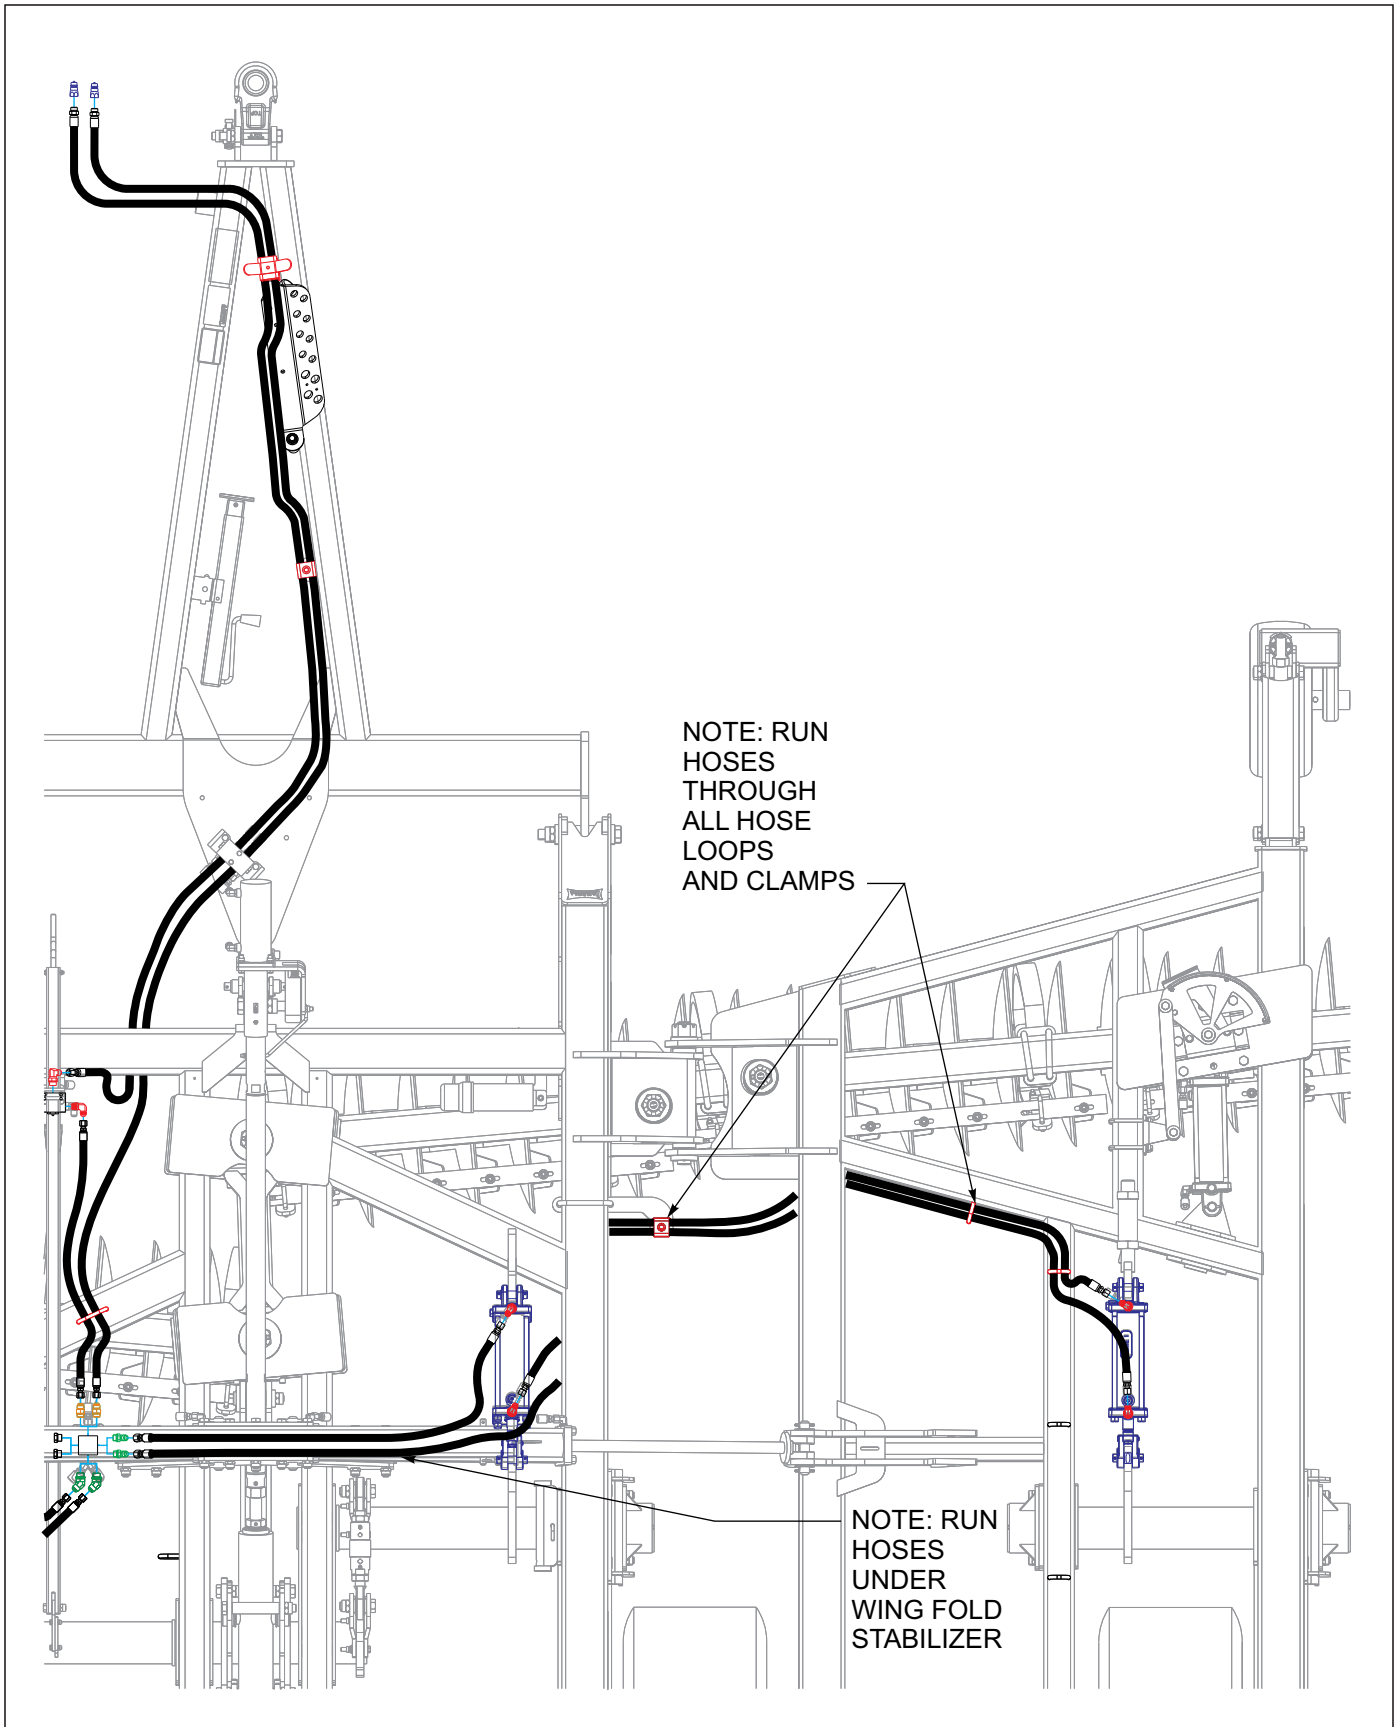 NOTE: RUN
HOSES
THROUGH
ALL HOSE
LOOPS
AND CLAMPS
NOTE: RUN
HOSES
UNDER
WING FOLD
STABILIZER